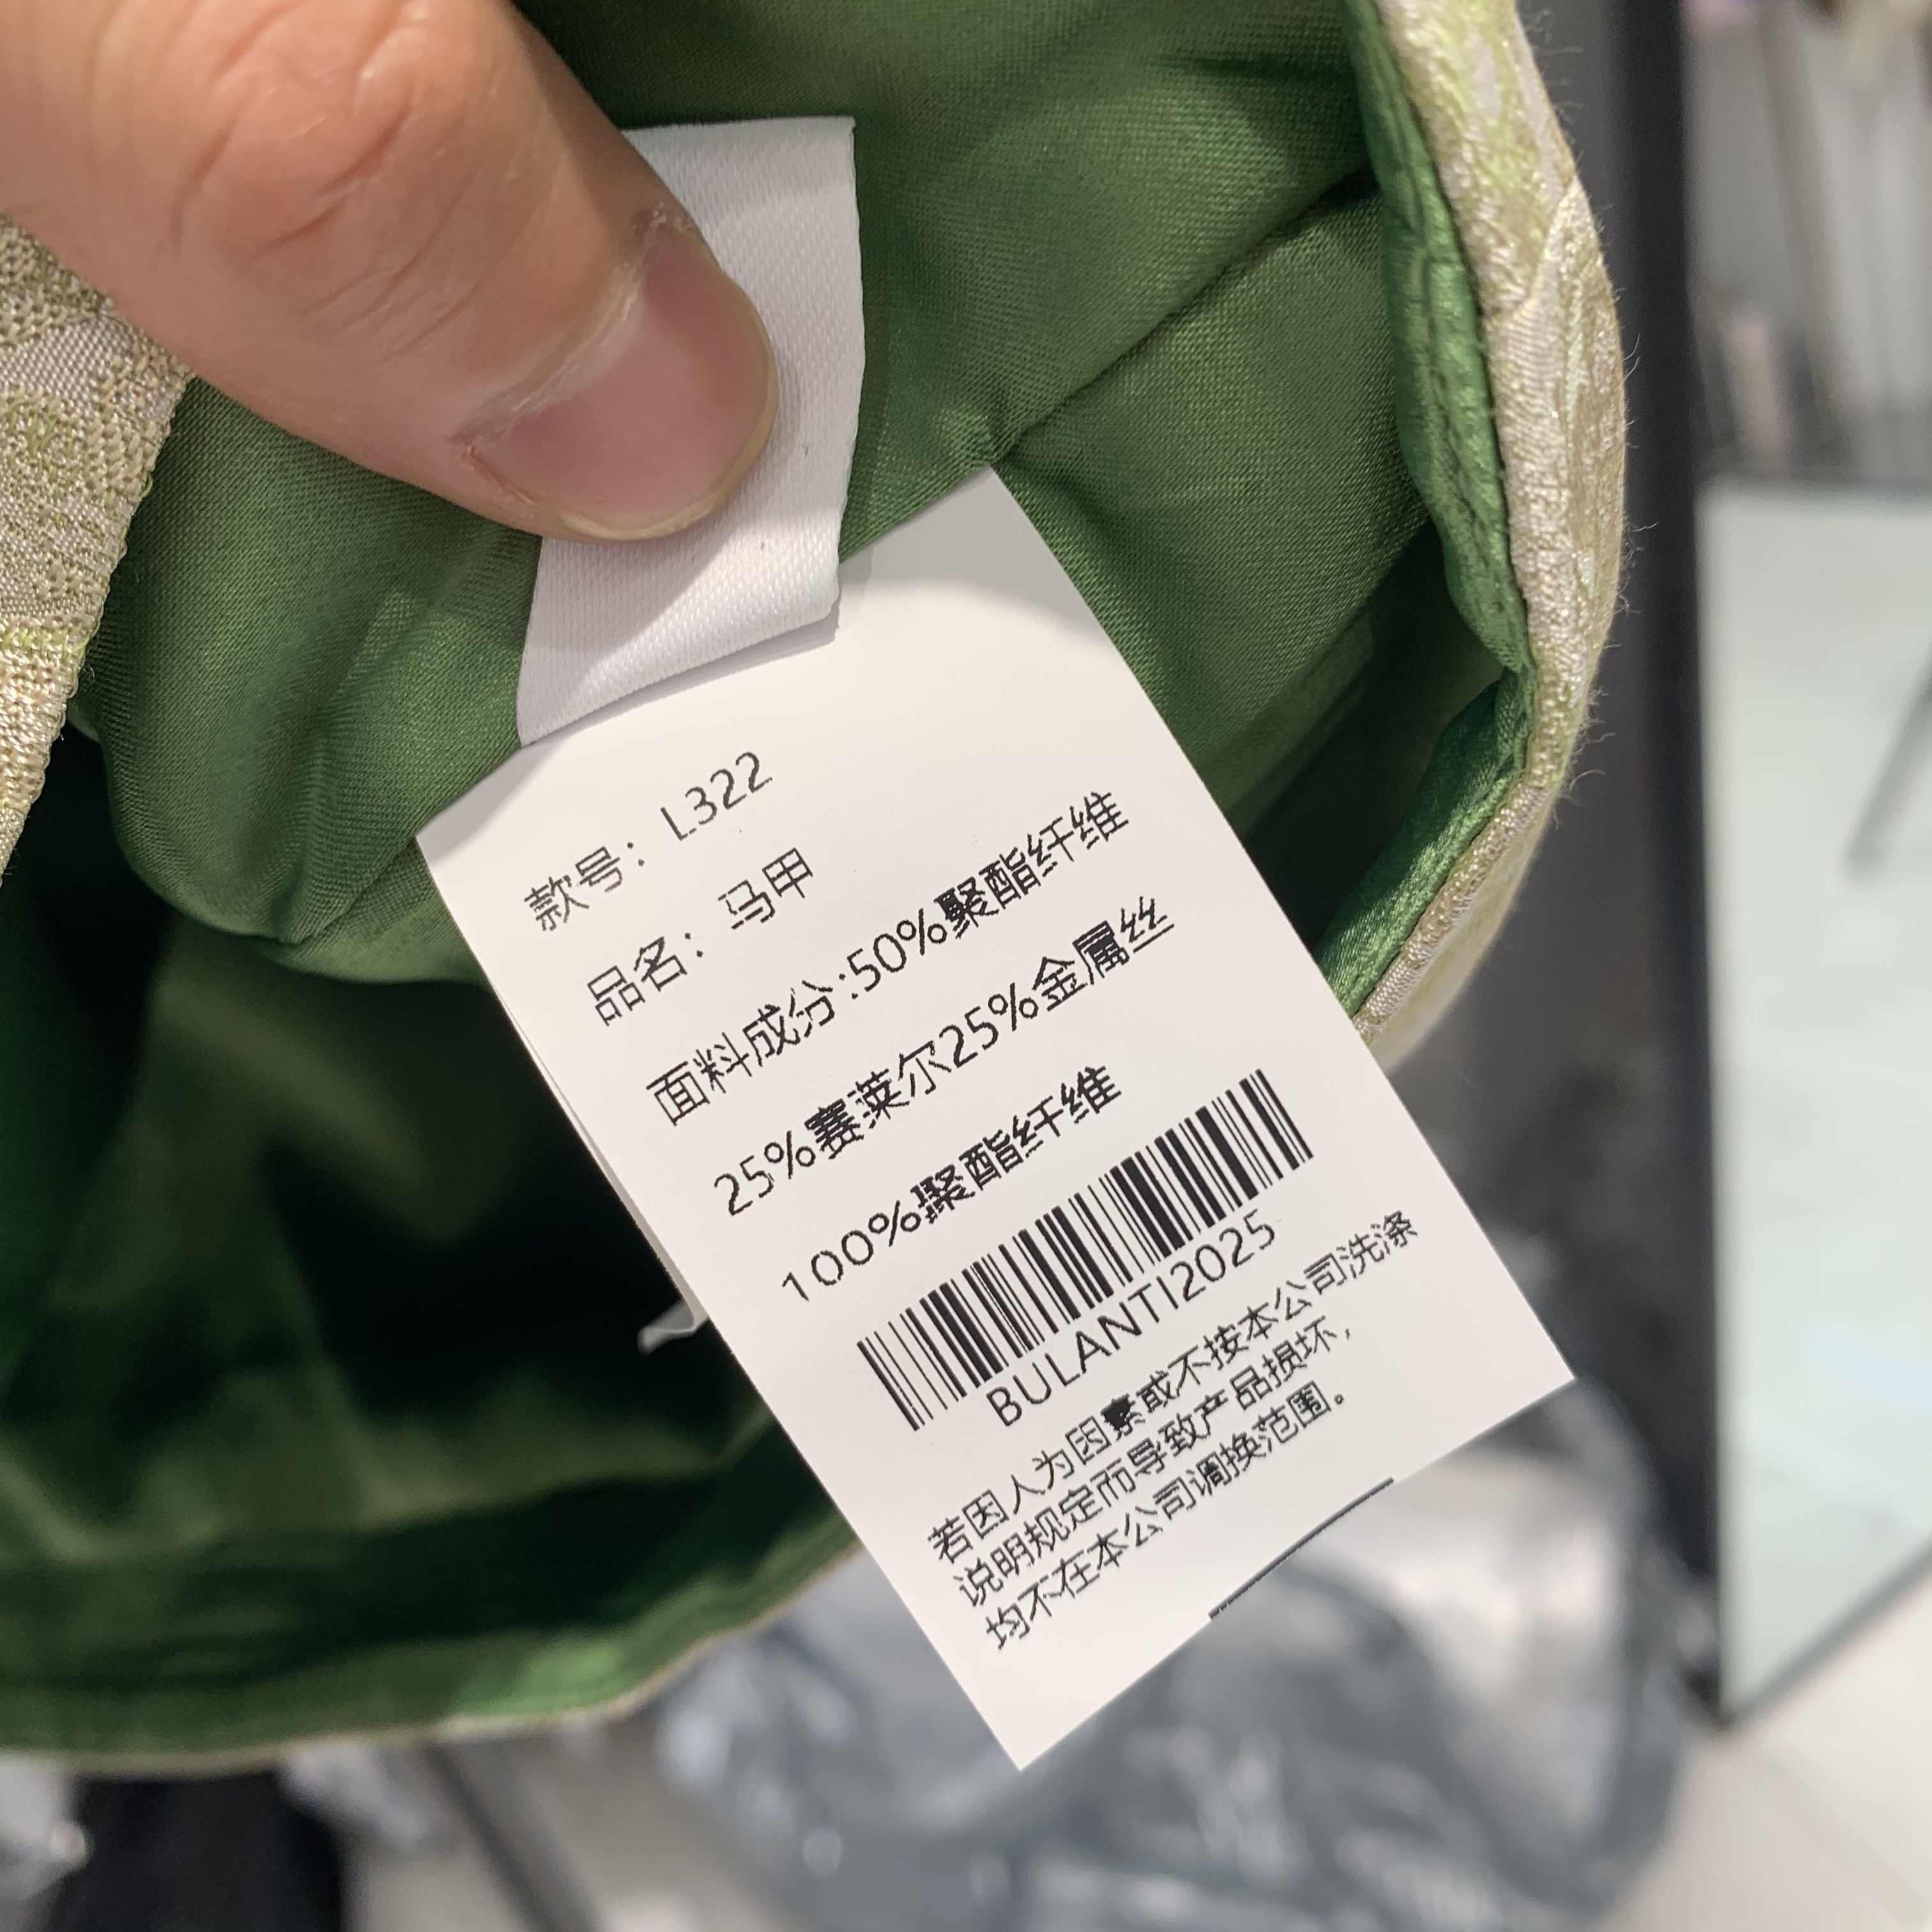 款号：L322
品名：马甲
面料成分:50%聚酯纤维
25%赛莱尔25%金属丝
100%聚酯纤维
BULANTI2025
若因人为因素或不按本公司洗涤
说明规定而导致产品损坏，
均不在本公司调换范围。